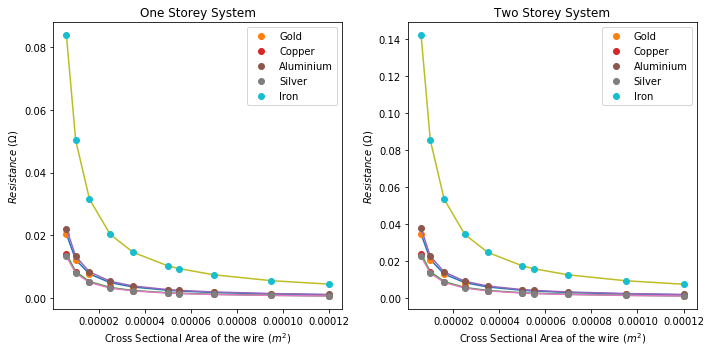 One Storey System
Two Storey System
0.08
0.06
0.04
0.02
0.00
Resistance (Ω)
Gold
Copper
Aluminium
Silver
Iron
0.00002 0.00004 0.00006 0.00008 0.00010 0.00012
Cross Sectional Area of the wire (m²)
0.14
0.12
0.10
0.08
0.06
0.04
0.02
0.00
Resistance (Ω)
Gold
Copper
Aluminium
Silver
Iron
0.00002 0.00004 0.00006 0.00008 0.00010 0.00012
Cross Sectional Area of the wire (m²)